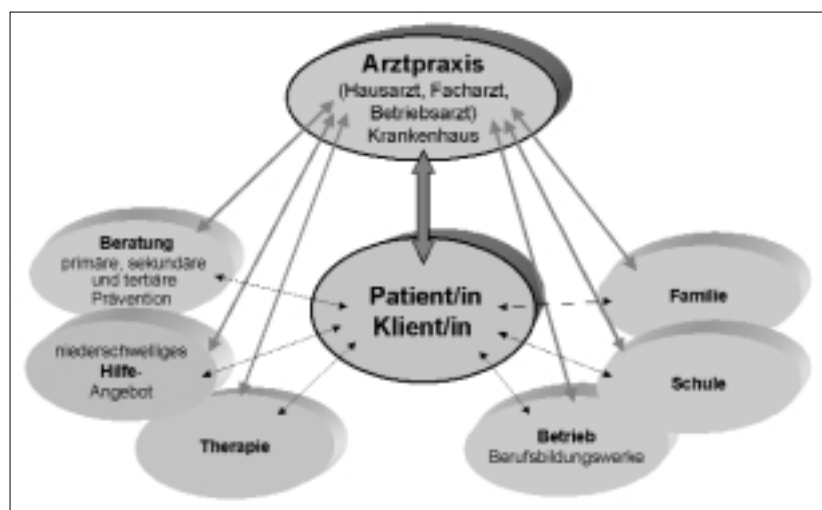 Arztpraxis
(Hausarzt, Facharzt,
Betriebsarzt)
Krankenhaus
Beratung
primäre, sekundäre
und tertiäre
Prävention
Patient/in
Klient/in
Familie
niederschwelliges
Hilfe-
Angebot
Schule
Therapie
Betrieb
Berufsbildungswerke